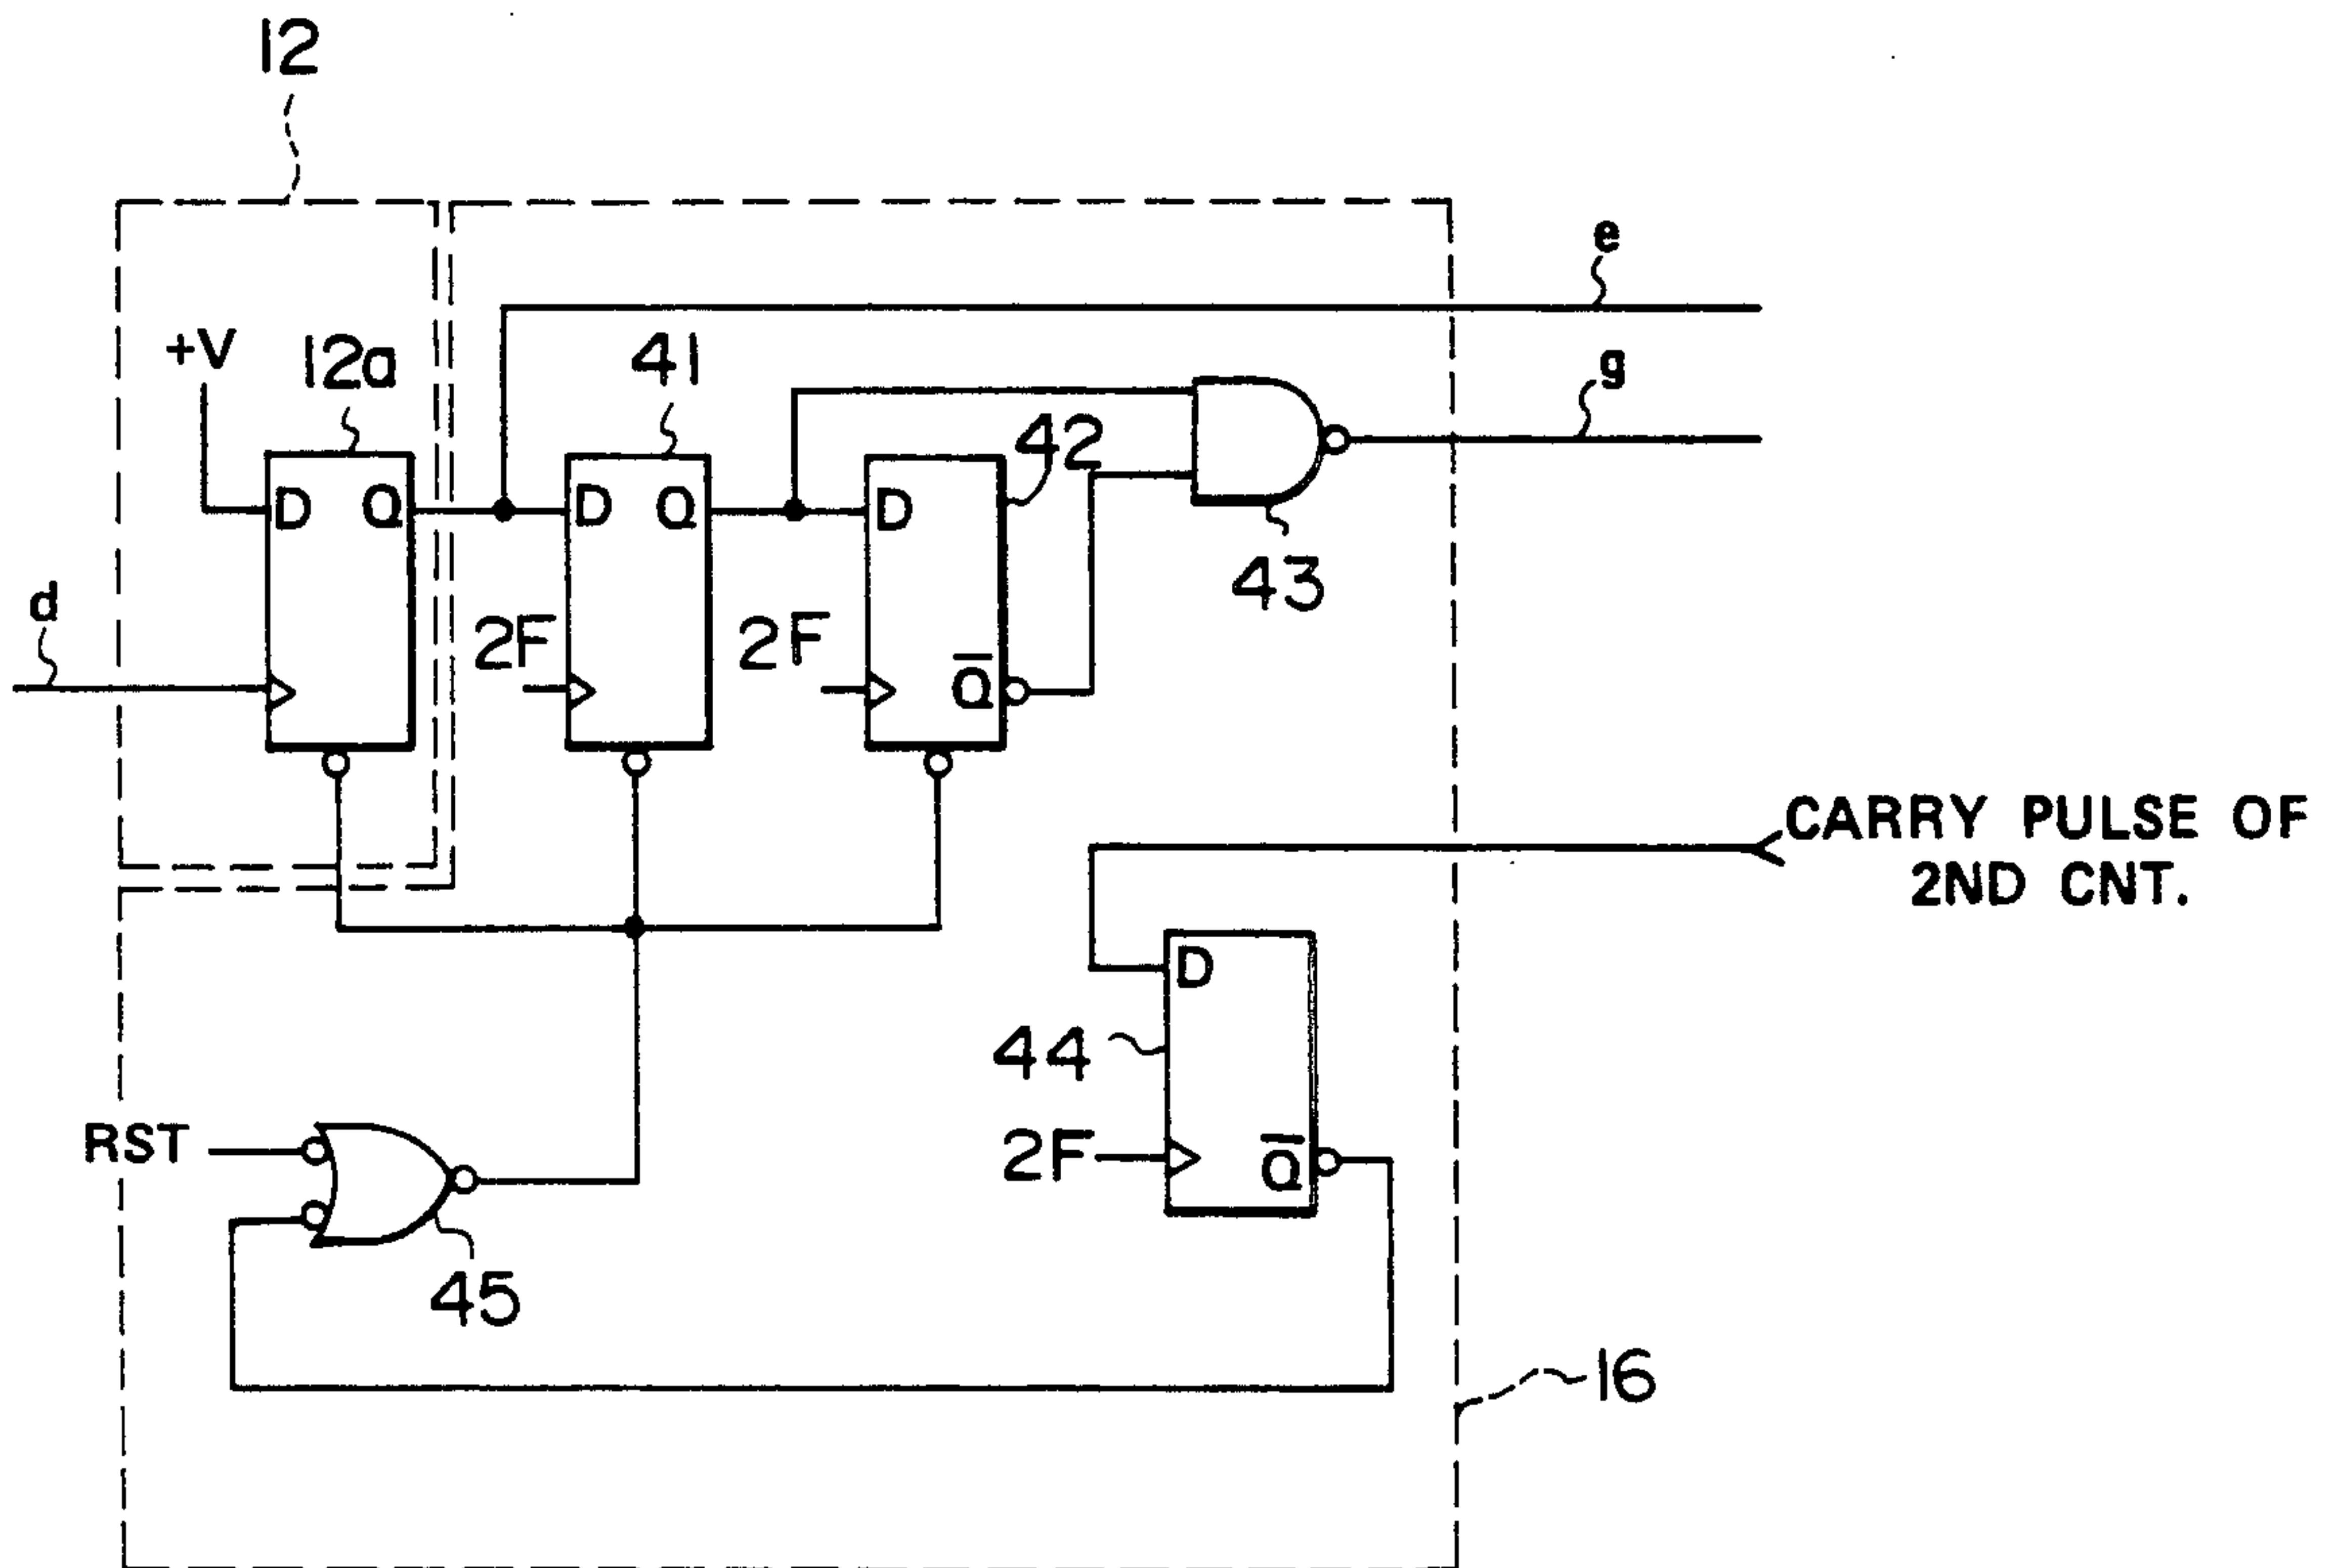 12
e
+V
12a
41
g
42
D Q
D Q
D
43
d
2F
2F
Q̅
CARRY PULSE OF
2ND CNT.
D
44
RST
2F
Q̅
45
16